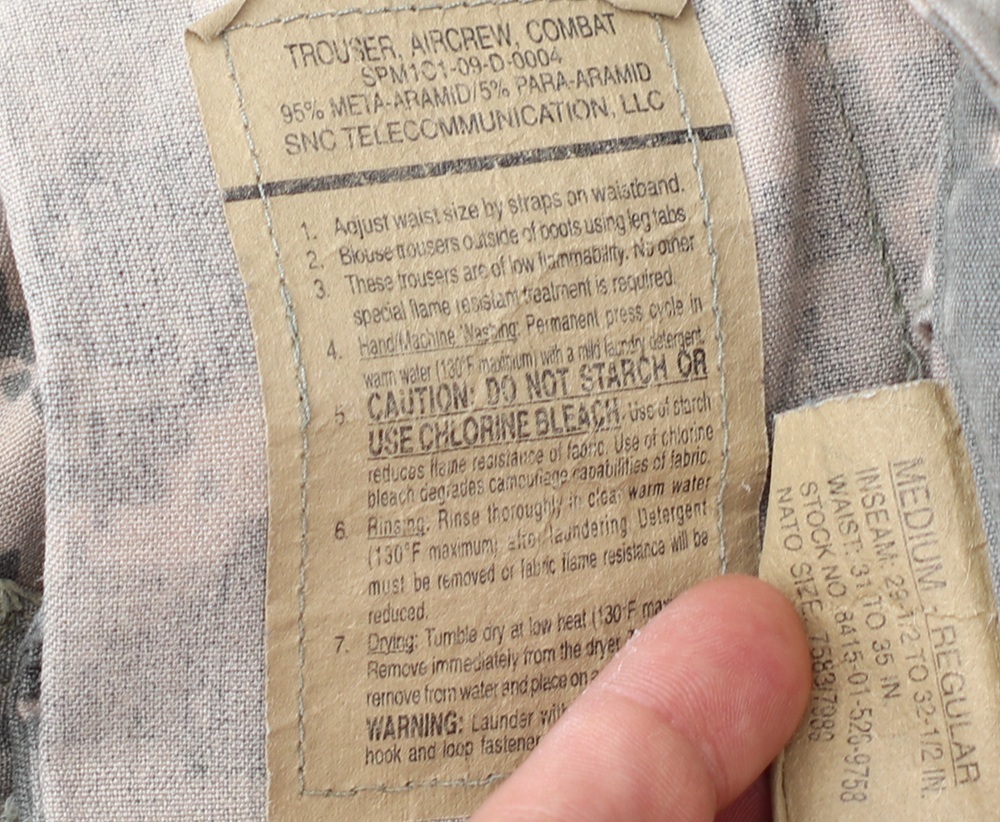 TROUSER, AIRCREW, COMBAT
SPM1C1-09-D-0004
95% META-ARAMID/5% PARA-ARAMID
SNC TELECOMMUNICATION, LLC
1. Adjust waist size by straps on waistband.
2. Blouse trousers outside of boots using leg tabs
3. These trousers are of low flammability. No other
special flame resistant treatment is required.
4. Hand/Machine Washing: Permanent press cycle in
warm water (130°F maximum) with a mild laundry detergent.
5. CAUTION: DO NOT STARCH OR
USE CHLORINE BLEACH. Use of starch
reduces flame resistance of fabric. Use of chlorine
bleach degrades camouflage capabilities of fabric.
6. Rinsing: Rinse thoroughly in clear warm water
(130°F maximum) after laundering. Detergent
must be removed or fabric flame resistance will be
reduced.
7. Drying: Tumble dry at low heat (130°F
Remove immediately from the dryer.
remove from water and place on a
WARNING: Launder with
hook and loop fastener
MEDIUM / REGULAR
INSEAM: 29-1/2 TO 32-1/2 IN.
WAIST: 31 TO 35 IN
STOCK NO. 8415-01-526-9758
NATO SIZE: